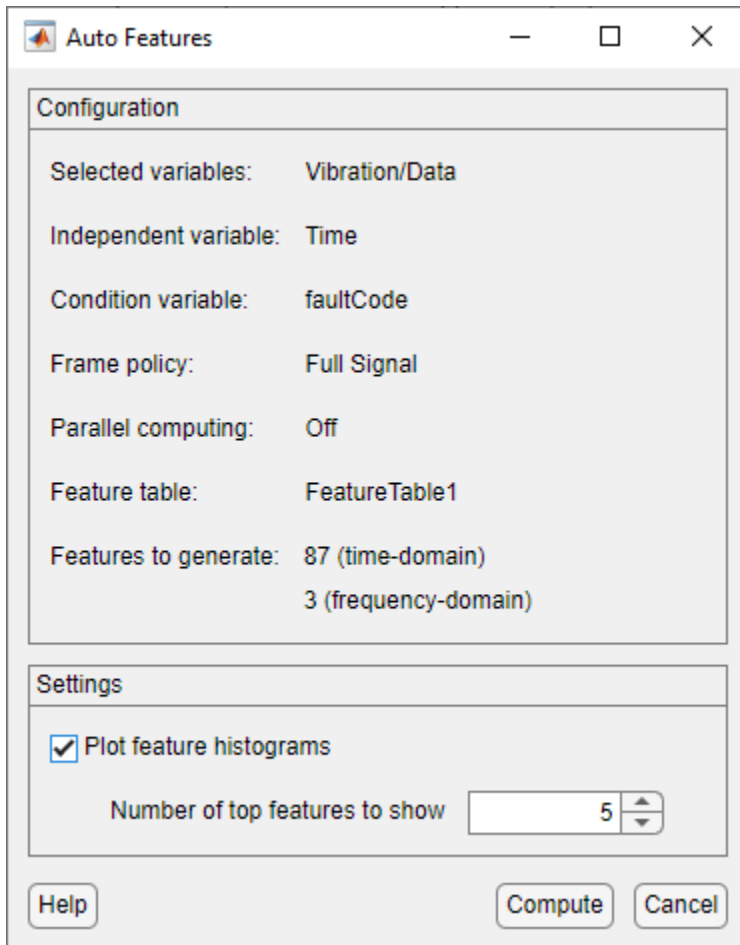 Auto Features
Configuration
Selected variables: Vibration/Data
Independent variable: Time
Condition variable: faultCode
Frame policy: Full Signal
Parallel computing: Off
Feature table: FeatureTable1
Features to generate: 87 (time-domain)
3 (frequency-domain)
Settings
Plot feature histograms
Number of top features to show 5
Help Compute Cancel